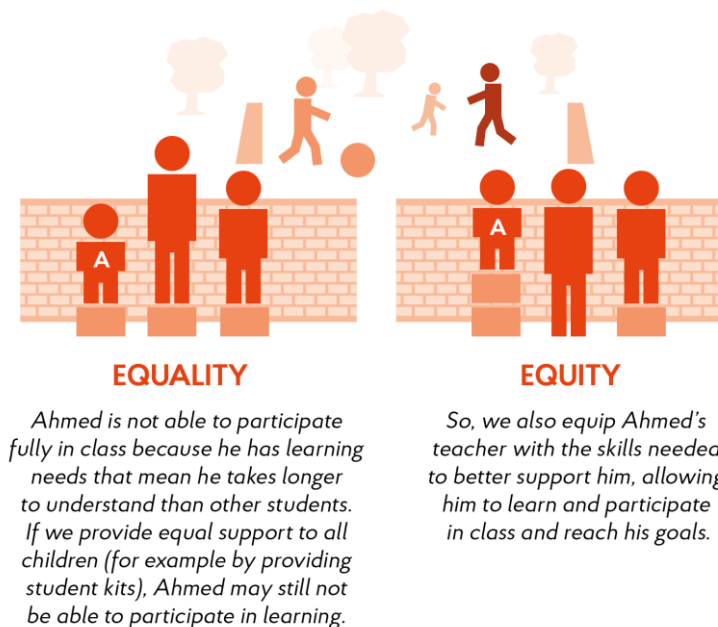 A
A
EQUALITY
Ahmed is not able to participate
fully in class because he has learning
needs that mean he takes longer
to understand than other students.
If we provide equal support to all
children (for example by providing
student kits), Ahmed may still not
be able to participate in learning.
EQUITY
So, we also equip Ahmed’s
teacher with the skills needed
to better support him, allowing
him to learn and participate
in class and reach his goals.